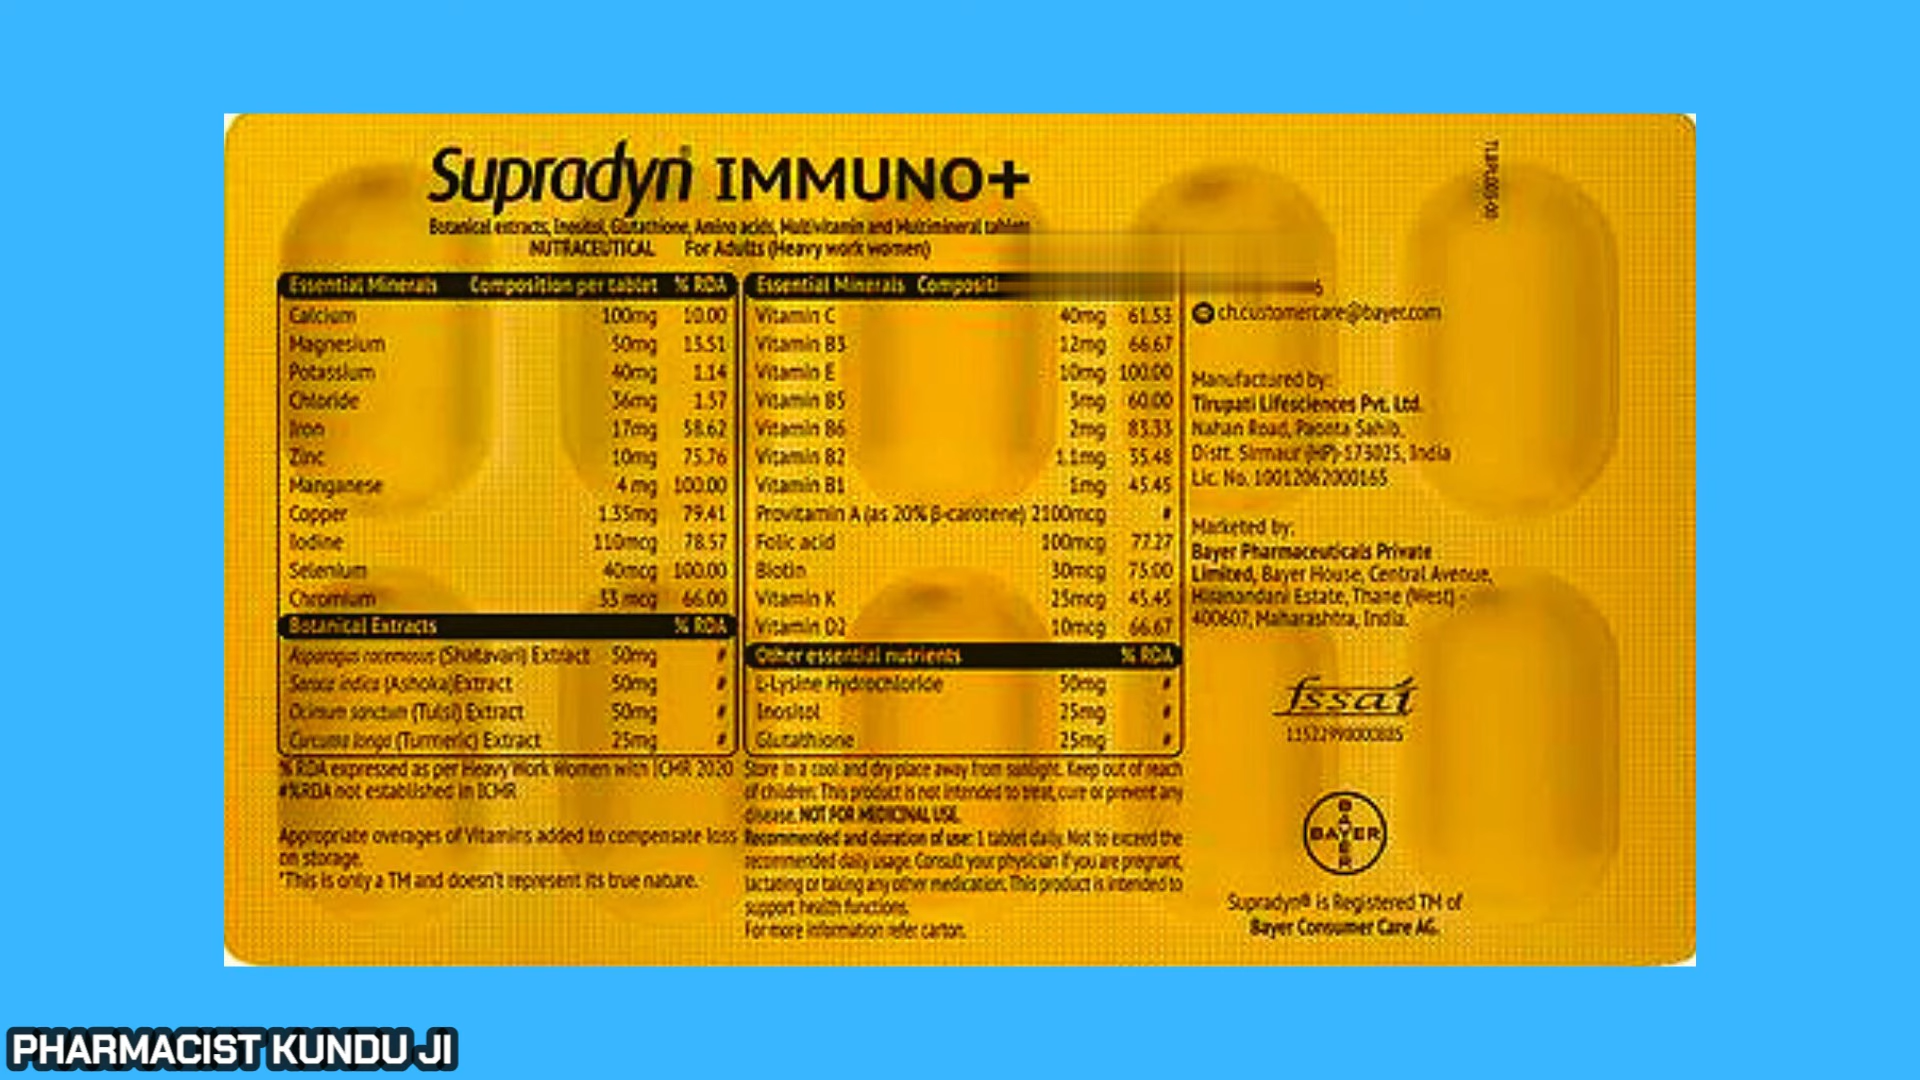 Supradyn® IMMUNO+
Botanical extracts, Inositol, Glutathione, Amino acids, Multivitamin and Multimineral tablets
NUTRACEUTICAL For Adults (Heavy work women)
Essential Minerals Composition per tablet % RDA
Calcium 100mg 10.00
Magnesium 50mg 13.51
Potassium 40mg 1.14
Chloride 36mg 1.57
Iron 17mg 58.62
Zinc 10mg 75.76
Manganese 4 mg 100.00
Copper 1.35mg 79.41
Iodine 110mcg 78.57
Selenium 40mcg 100.00
Chromium 33 mcg 66.00
Botanical Extracts % RDA
Asparagus racemosus (Shatavari) Extract 50mg #
Saraca indica (Ashoka)Extract 50mg #
Ocimum sanctum (Tulsi) Extract 50mg #
Curcuma longa (Turmeric) Extract 25mg #
% RDA expressed as per Heavy Work Women with ICMR 2020
#%RDA not established in ICMR
Appropriate overages of Vitamins added to compensate loss
on storage.
*This is only a TM and doesn't represent its true nature.
Essential Minerals
Vitamin C 40mg 61.53
Vitamin B3 12mg 66.67
Vitamin E 10mg 100.00
Vitamin B5 3mg 60.00
Vitamin B6 2mg 83.33
Vitamin B2 1.1mg 35.48
Vitamin B1 1mg 45.45
Provitamin A (as 20% β-carotene) 2100mcg #
Folic acid 100mcg
Biotin 30mcg 75.00
Vitamin K 25mcg 45.45
Vitamin D2 10mcg 66.67
Other essential nutrients % RDA
L-Lysine Hydrochloride 50mg #
Inositol 25mg #
Glutathione 25mg #
Store in a cool and dry place away from sunlight. Keep out of reach
of children. This product is not intended to treat, cure or prevent any
disease. NOT FOR MEDICINAL USE.
Recommended and duration of use: 1 tablet daily. Not to exceed the
recommended daily usage. Consult your physician if you are pregnant,
lactating or taking any other medication. This product is intended to
support health functions.
For more information refer carton.
ch.customercare@bayer.com
Manufactured by:
Tirupati Lifesciences Pvt. Ltd.
Nahan Road, Paonta Sahib,
Distt. Sirmaur (HP)-173025, India
Lic. No. 10012062000165
Marketed by:
Bayer Pharmaceuticals Private
Limited, Bayer House, Central Avenue,
Hiranandani Estate, Thane (West) -
400607, Maharashtra, India.
fssai
BAYER
BAYER
Supradyn® is Registered TM of
Bayer Consumer Care AG.
PHARMACIST KUNDU JI